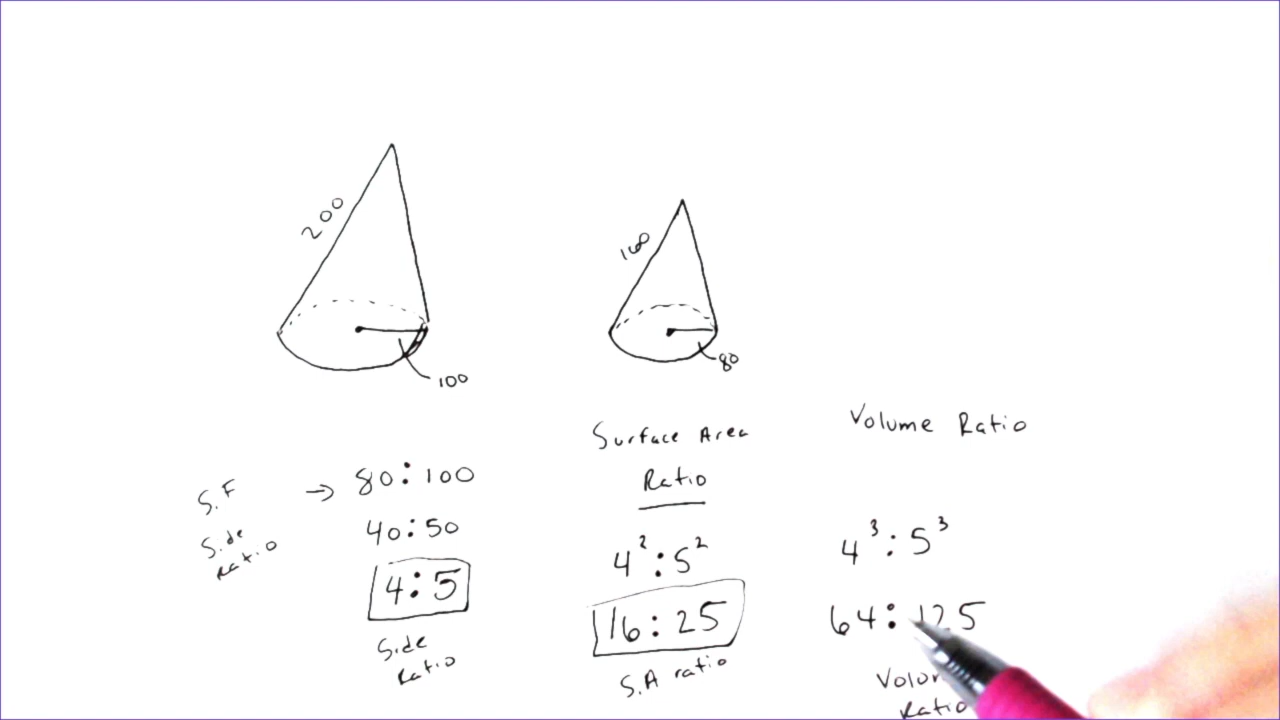 200
100
160
80
S.F → 80:100
Side Ratio
40:50
4:5
Side
Ratio
Surface Area
Ratio
4²:5²
16:25
S.A ratio
Volume Ratio
4³:5³
64:125
Ratio